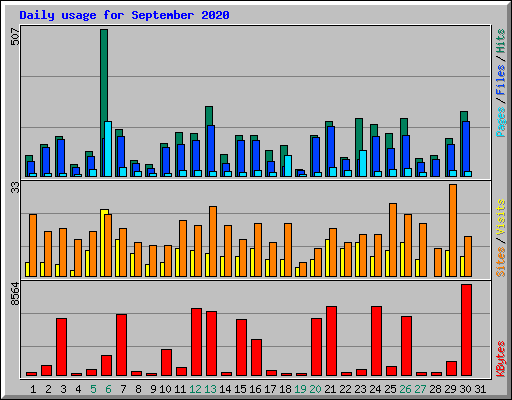 Daily usage for September 2020
507
33
8564
Pages / Files / Hits
Sites / Visits
KBytes
1 2 3 4 5 6 7 8 9 10 11 12 13 14 15 16 17 18 19 20 21 22 23 24 25 26 27 28 29 30 31